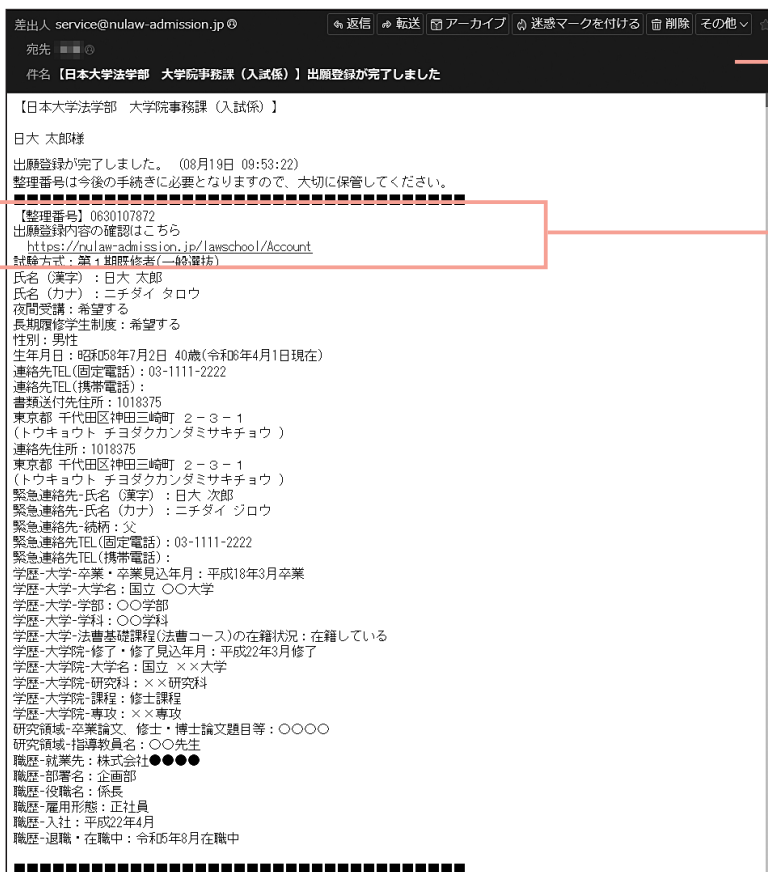 差出人 service@nulaw-admission.jp
返信 転送 アーカイブ 迷惑マークを付ける 削除 その他
宛先
件名 【日本大学法学部　大学院事務課（入試係）】出願登録が完了しました
【日本大学法学部　大学院事務課（入試係）】
日大 太郎様
出願登録が完了しました。 (08月19日 09:53:22)
整理番号は今後の手続きに必要となりますので、大切に保管してください。
■■■■■■■■■■■■■■■■■■■■■■■■■■■■■■■■■■■
【整理番号】0630107872
出願登録内容の確認はこちら
https://nulaw-admission.jp/lawschool/Account
試験方式：第１期既修者(一般選抜)
氏名（漢字）：日大 太郎
氏名（カナ）：ニチダイ タロウ
夜間受講：希望する
長期履修学生制度：希望する
性別：男性
生年月日：昭和58年7月2日 40歳(令和6年4月1日現在)
連絡先TEL(固定電話)：03-1111-2222
連絡先TEL(携帯電話)：
書類送付先住所：1018375
東京都 千代田区神田三崎町 ２－３－１
(トウキョウト チヨダクカンダミサキチョウ )
連絡先住所：1018375
東京都 千代田区神田三崎町 ２－３－１
(トウキョウト チヨダクカンダミサキチョウ )
緊急連絡先-氏名（漢字）：日大 次郎
緊急連絡先-氏名（カナ）：ニチダイ ジロウ
緊急連絡先-続柄：父
緊急連絡先TEL(固定電話)：03-1111-2222
緊急連絡先TEL(携帯電話)：
学歴-大学-卒業・卒業見込年月：平成18年3月卒業
学歴-大学-大学名：国立 〇〇大学
学歴-大学-学部：〇〇学部
学歴-大学-学科：〇〇学科
学歴-大学-法曹基礎課程(法曹コース)の在籍状況：在籍している
学歴-大学院-修了・修了見込年月：平成22年3月修了
学歴-大学院-大学名：国立 ××大学
学歴-大学院-研究科：××研究科
学歴-大学院-課程：修士課程
学歴-大学院-専攻：××専攻
研究領域-卒業論文、修士・博士論文題目等：〇〇〇〇
研究領域-指導教員名：〇〇先生
職歴-就業先：株式会社●●●●
職歴-部署名：企画部
職歴-役職名：係長
職歴-雇用形態：正社員
職歴-入社：平成22年4月
職歴-退職・在職中：令和5年8月在職中
■■■■■■■■■■■■■■■■■■■■■■■■■■■■■■■■■■■